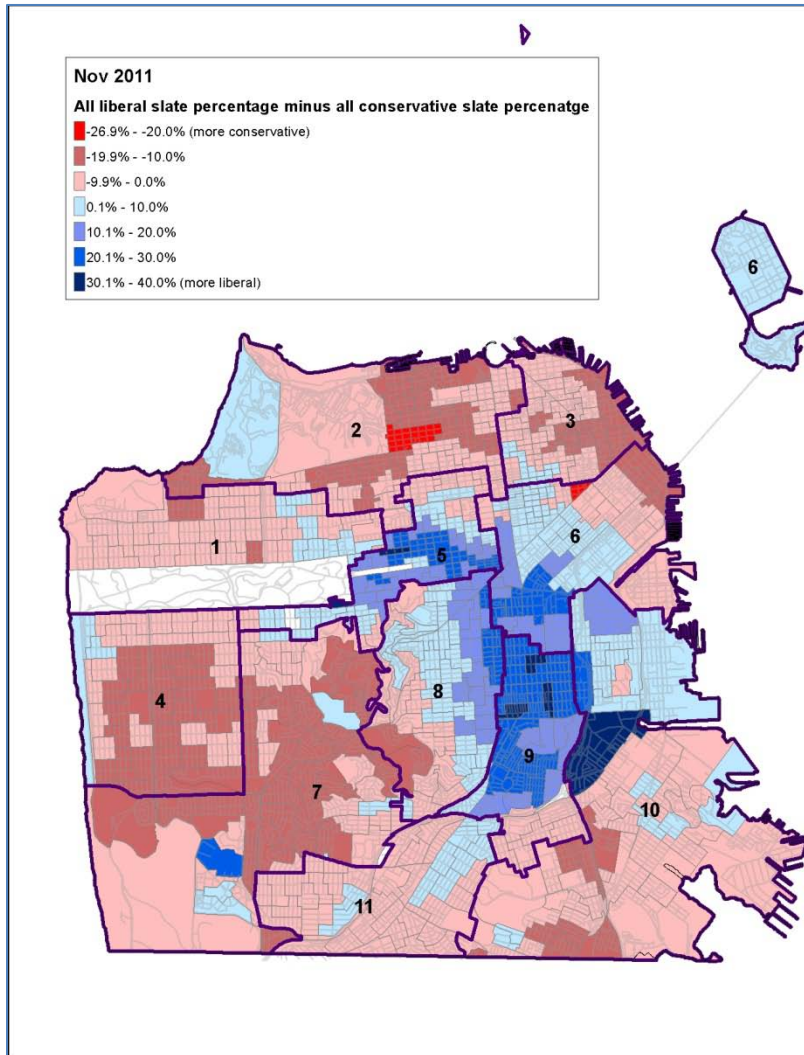 Nov 2011
All liberal slate percentage minus all conservative slate percenatge
-26.9% - -20.0% (more conservative)
-19.9% - -10.0%
-9.9% - 0.0%
0.1% - 10.0%
10.1% - 20.0%
20.1% - 30.0%
30.1% - 40.0% (more liberal)
6
3
2
6
1
5
8
4
9
7
10
11